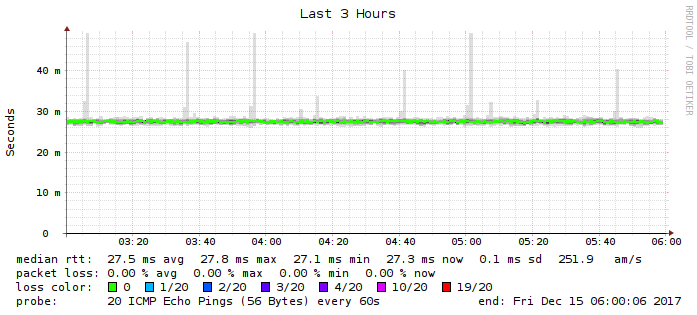 Last 3 Hours
RRDTOOL / TOBI OETIKER
Seconds
40 m
30 m
20 m
10 m
0
03:20 03:40 04:00 04:20 04:40 05:00 05:20 05:40 06:00
median rtt: 27.5 ms avg 27.8 ms max 27.1 ms min 27.3 ms now 0.1 ms sd 251.9 am/s
packet loss: 0.00 % avg 0.00 % max 0.00 % min 0.00 % now
loss color: 0 1/20 2/20 3/20 4/20 10/20 19/20
probe: 20 ICMP Echo Pings (56 Bytes) every 60s end: Fri Dec 15 06:00:06 2017